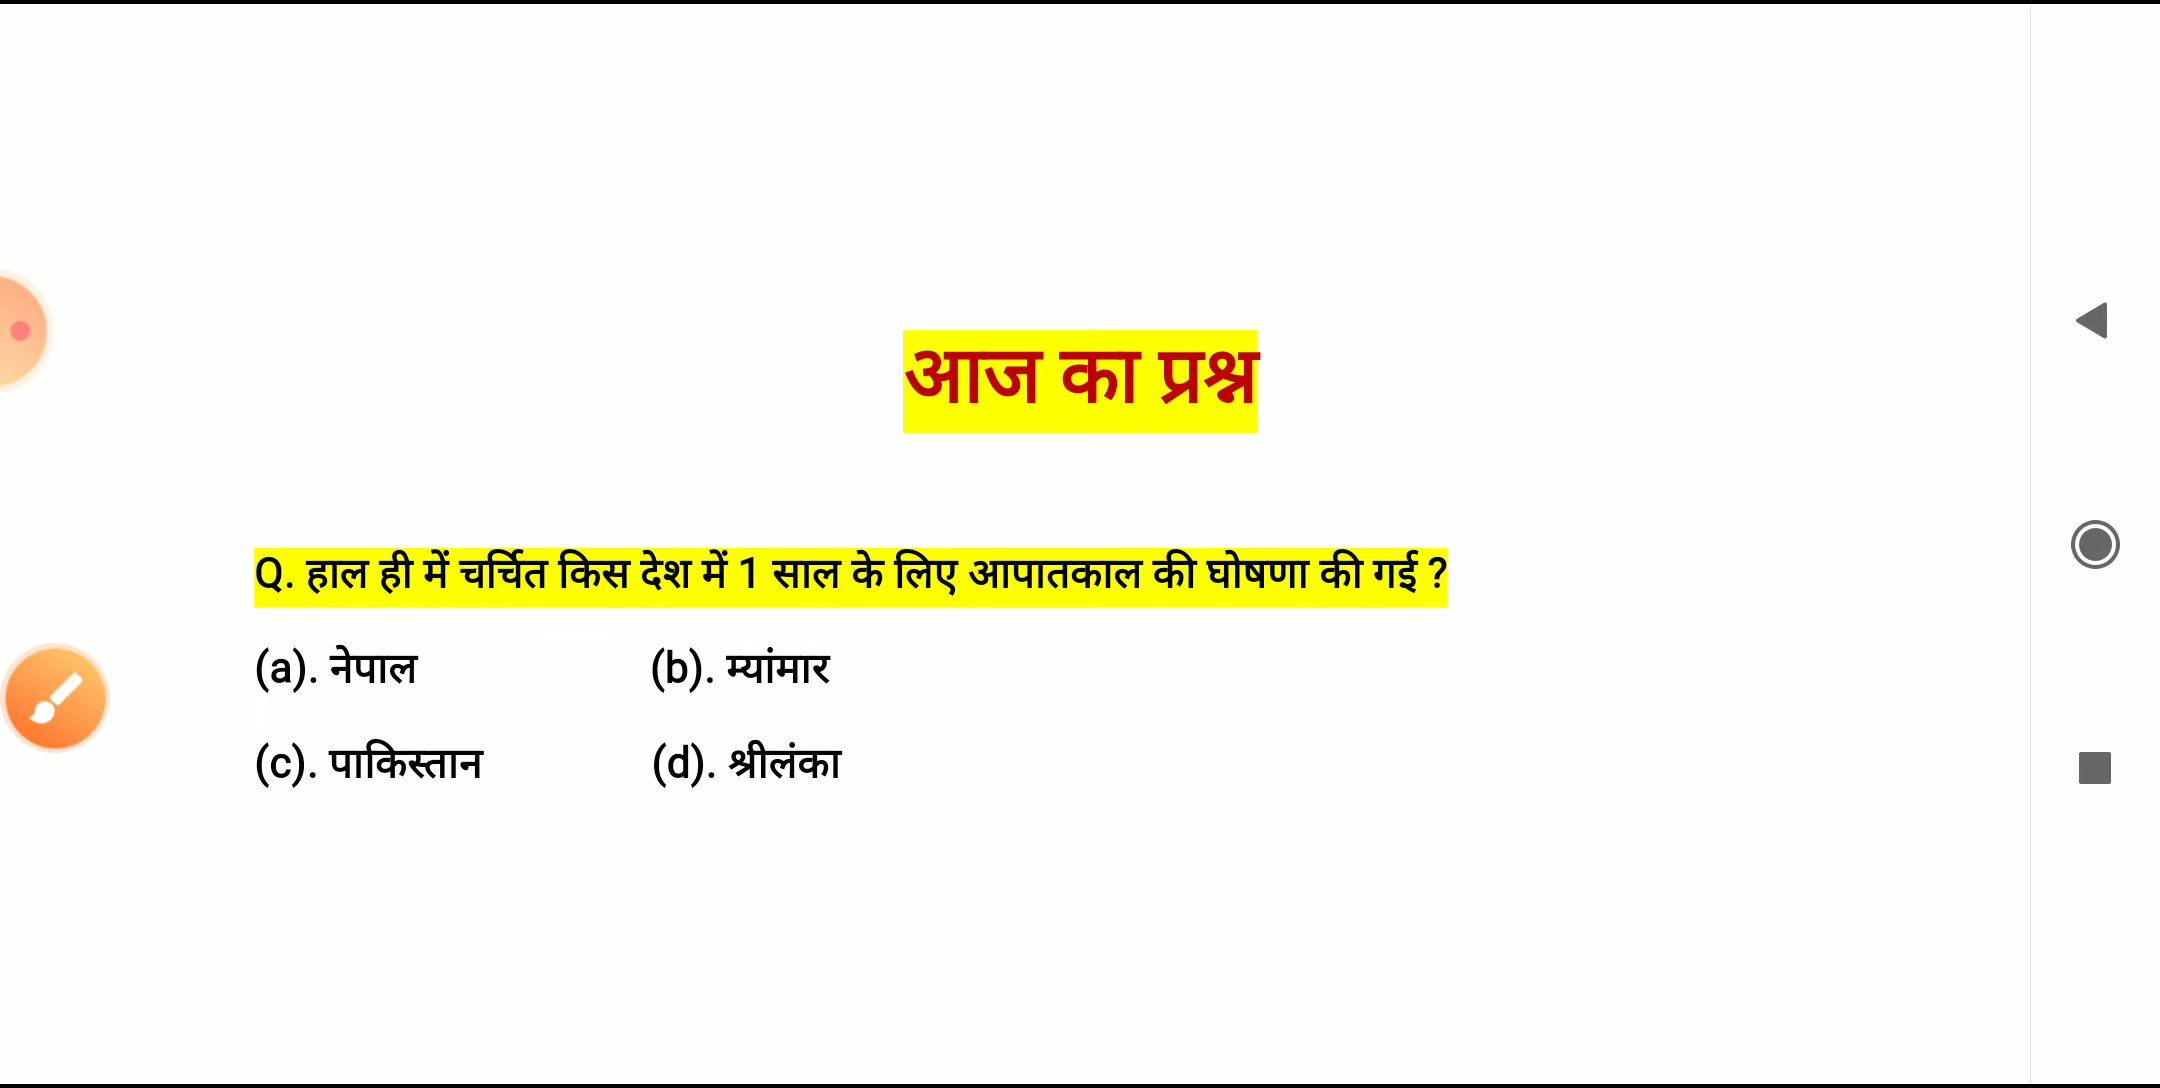 आज का प्रश्न
Q. हाल ही में चर्चित किस देश में 1 साल के लिए आपातकाल की घोषणा की गई ?
(a). नेपाल (b). म्यांमार
(c). पाकिस्तान (d). श्रीलंका